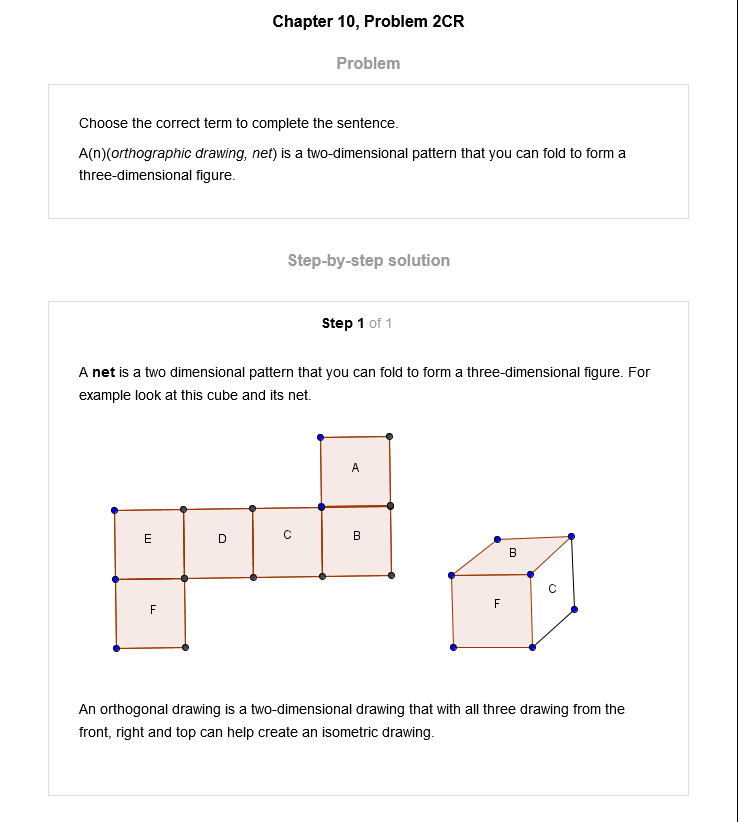 Chapter 10, Problem 2CR
Problem
Choose the correct term to complete the sentence.
A(n)(orthographic drawing, net) is a two-dimensional pattern that you can fold to form a
three-dimensional figure.
Step-by-step solution
Step 1 of 1
A net is a two dimensional pattern that you can fold to form a three-dimensional figure. For
example look at this cube and its net.
A
E D C B
F
B
C
F
An orthogonal drawing is a two-dimensional drawing that with all three drawing from the
front, right and top can help create an isometric drawing.